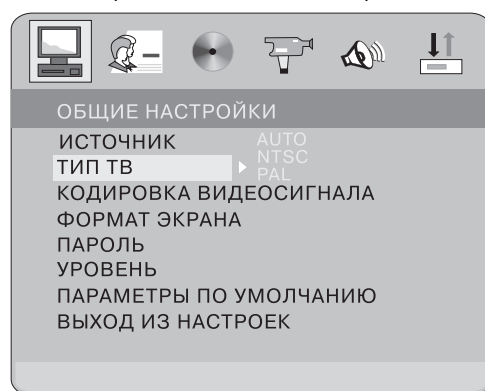 ОБЩИЕ НАСТРОЙКИ
ИСТОЧНИК AUTO
NTSC
ТИП ТВ PAL
КОДИРОВКА ВИДЕОСИГНАЛА
ФОРМАТ ЭКРАНА
ПАРОЛЬ
УРОВЕНЬ
ПАРАМЕТРЫ ПО УМОЛЧАНИЮ
ВЫХОД ИЗ НАСТРОЕК